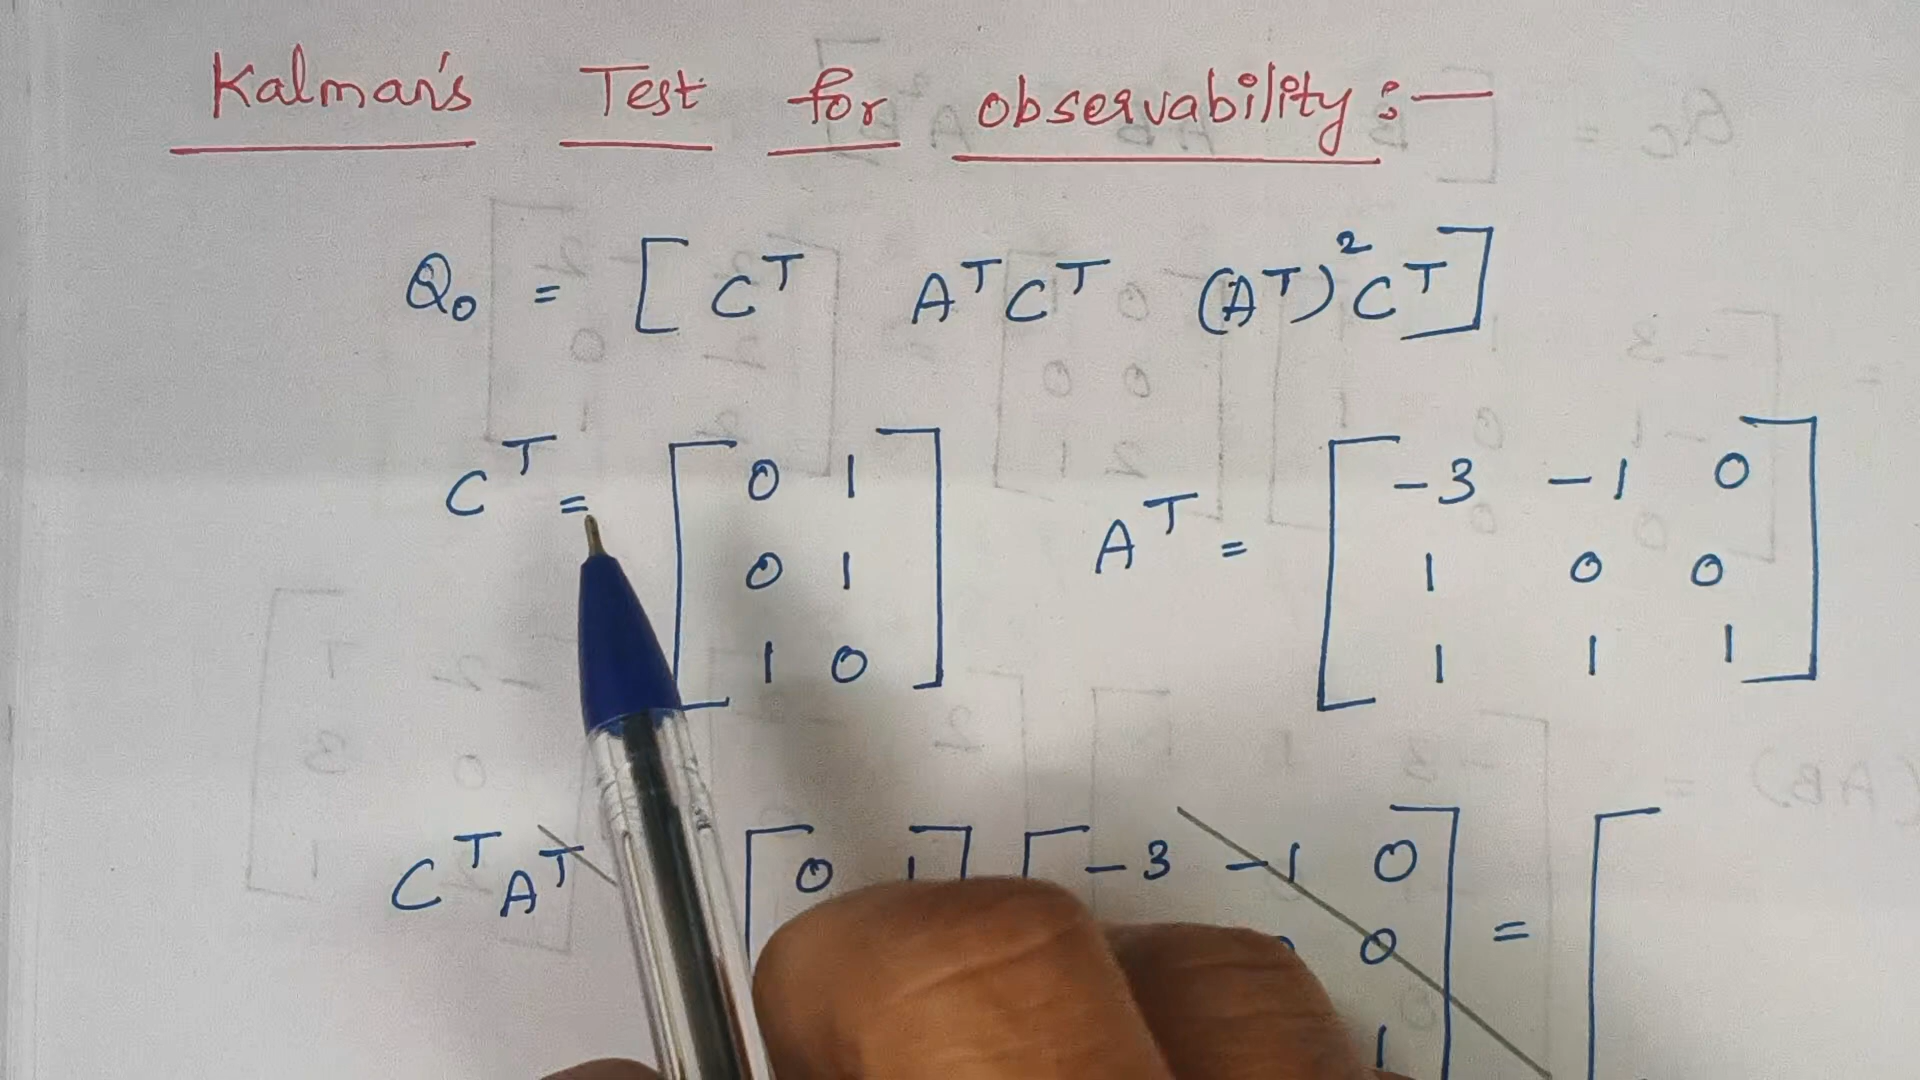 Kalman's Test for observability :—
Q₀ = [ Cᵀ AᵀCᵀ (Aᵀ)²Cᵀ ]
Cᵀ = [ 0 1 Aᵀ = [ -3 -1 0
0 1 1 0 0
1 0 ] 1 1 1 ]
CᵀAᵀ [ 0 ] [ -3 -1 0 ] = [
0
1